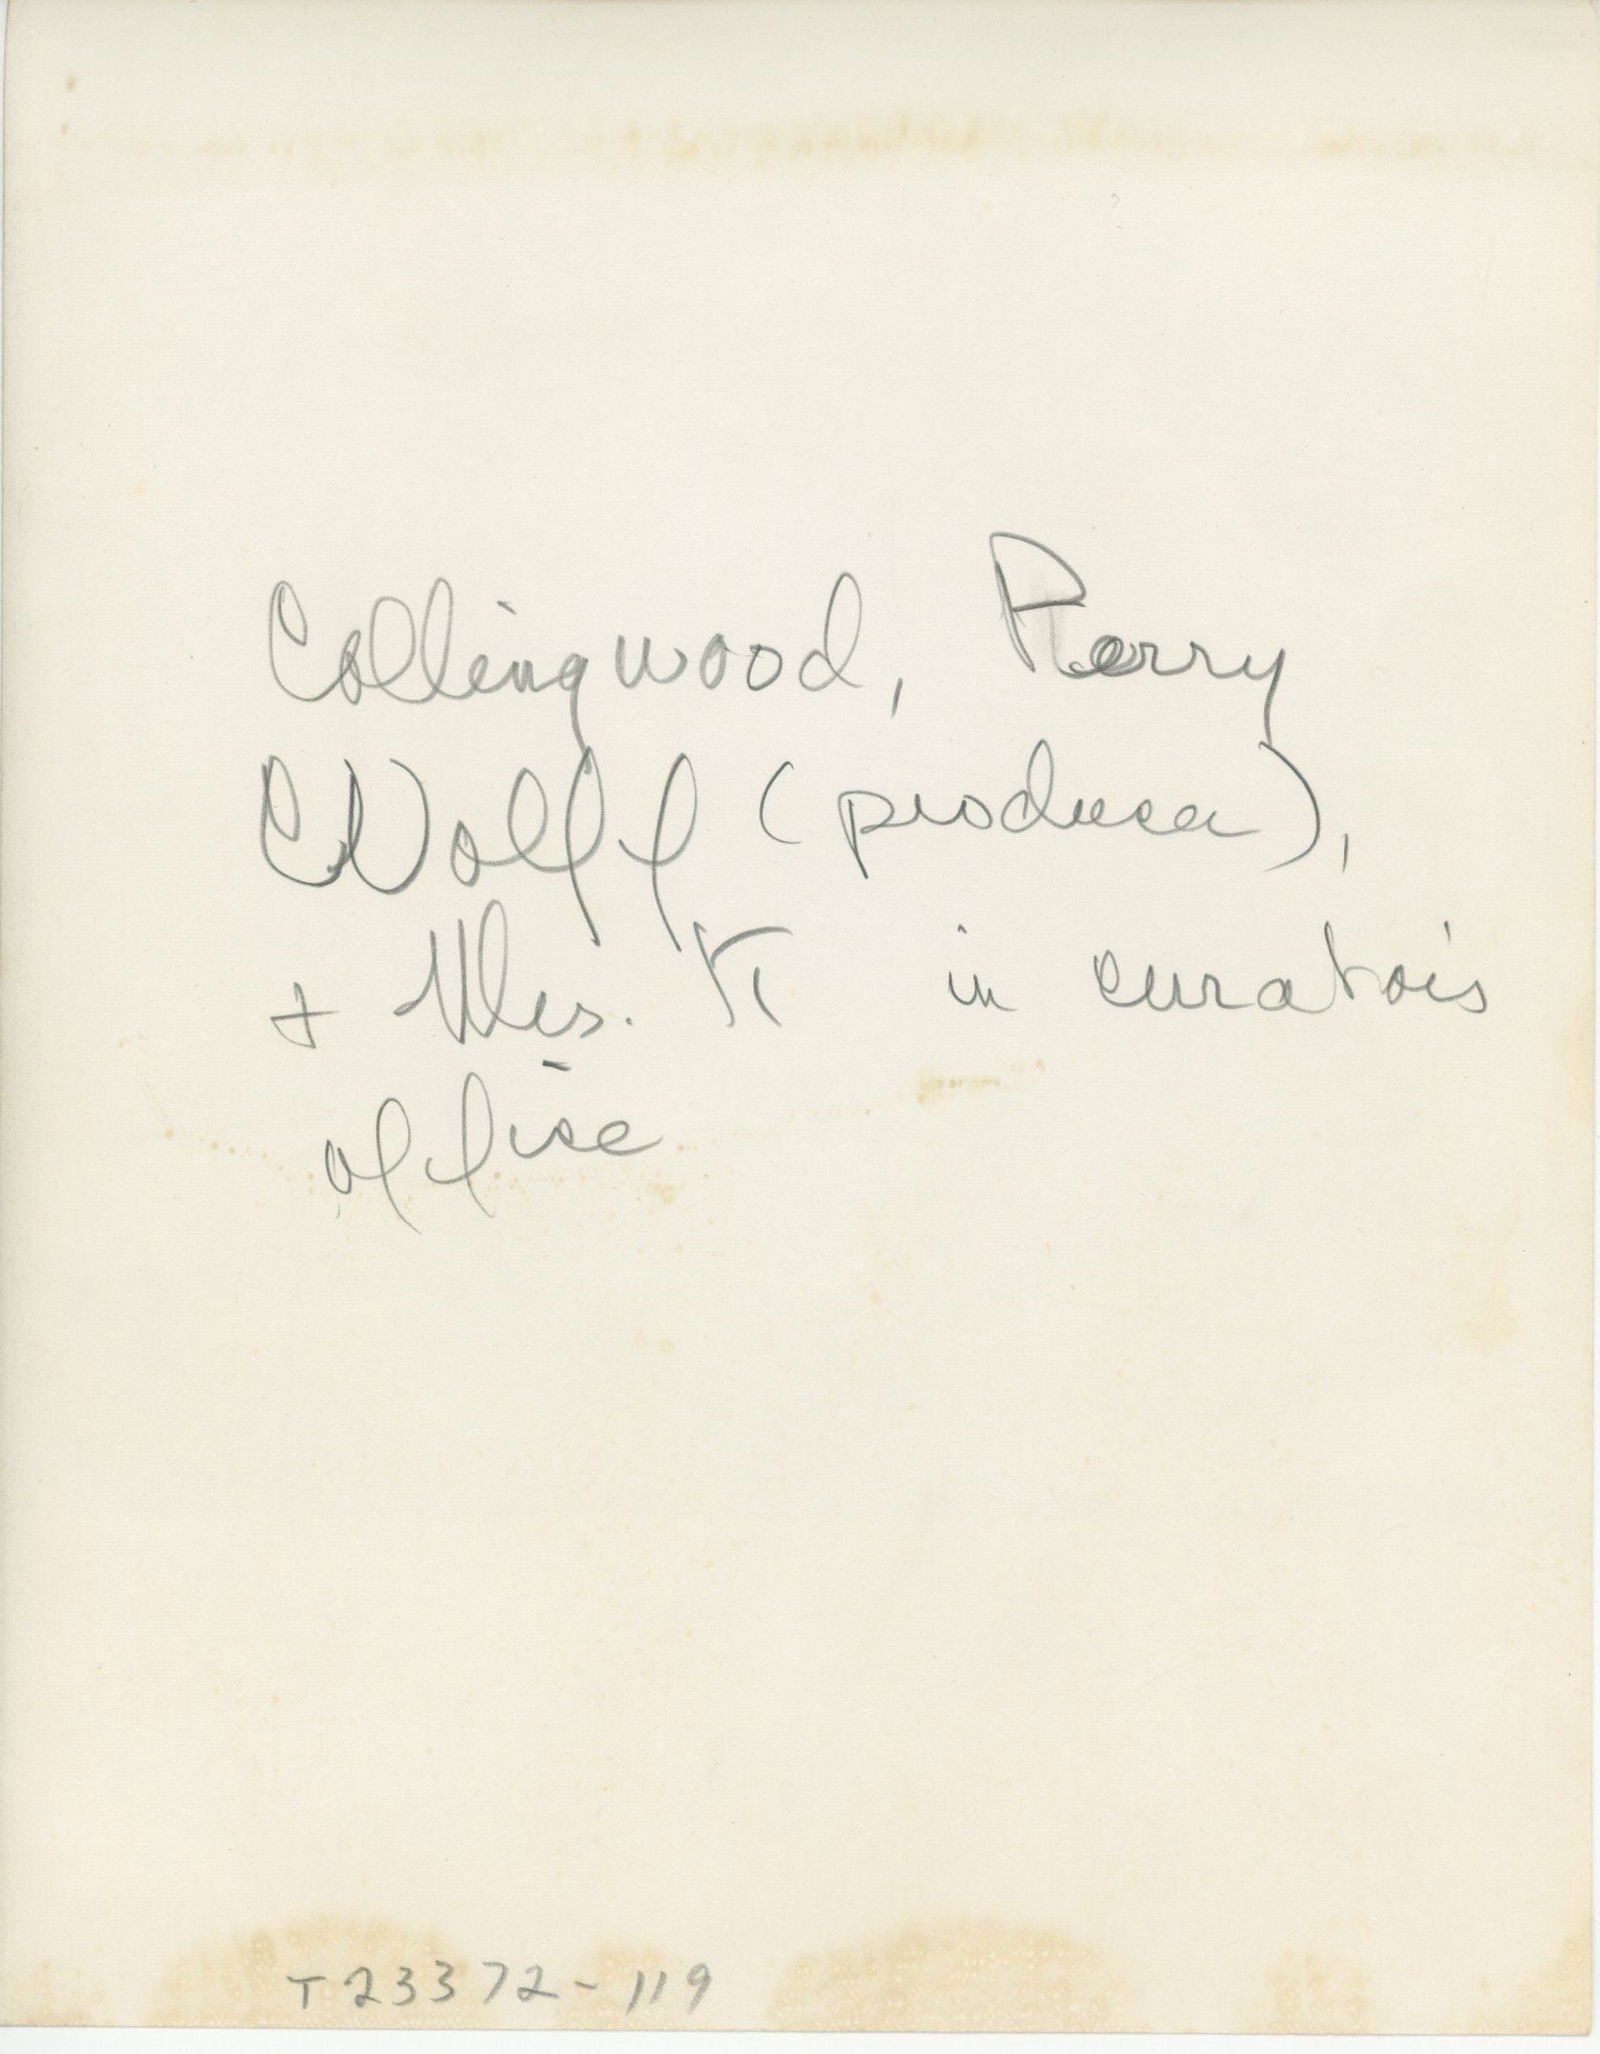 Collingwood, Perry
Wolff (producer),
+ Mrs. K in curator's
office
T23372-119